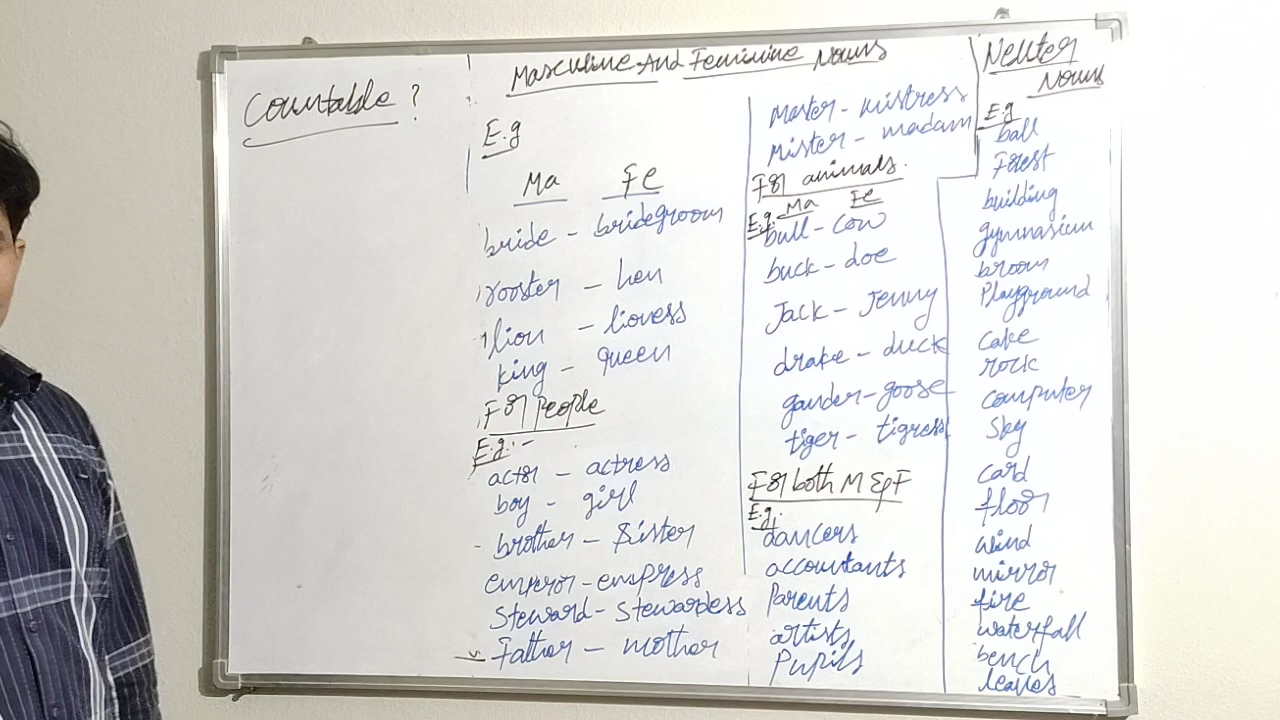 Countable ?
Masculine And Feminine Nouns
E.g
Ma Fe
bride - bridegroom
rooster - hen
lion - lioness
king - queen
For People
E.g:-
actor - actress
boy - girl
brother - Sister
emperor - empress
Steward - Stewardess
Father - mother
Master - Mistress
Mister - madam
For animals.
E.g. Ma Fe
bull - cow
buck - doe
Jack - Jenny
drake - duck
gander - goose
tiger - tigress
For both M & F
E.g:
dancers
accountants
Parents
artists
Pupils
Neuter
Nouns
E.g
ball
Forest
building
gymnasium
broom
Playground
Cake
rock
computer
Sky
card
floor
wind
mirror
fire
waterfall
bench
leaves